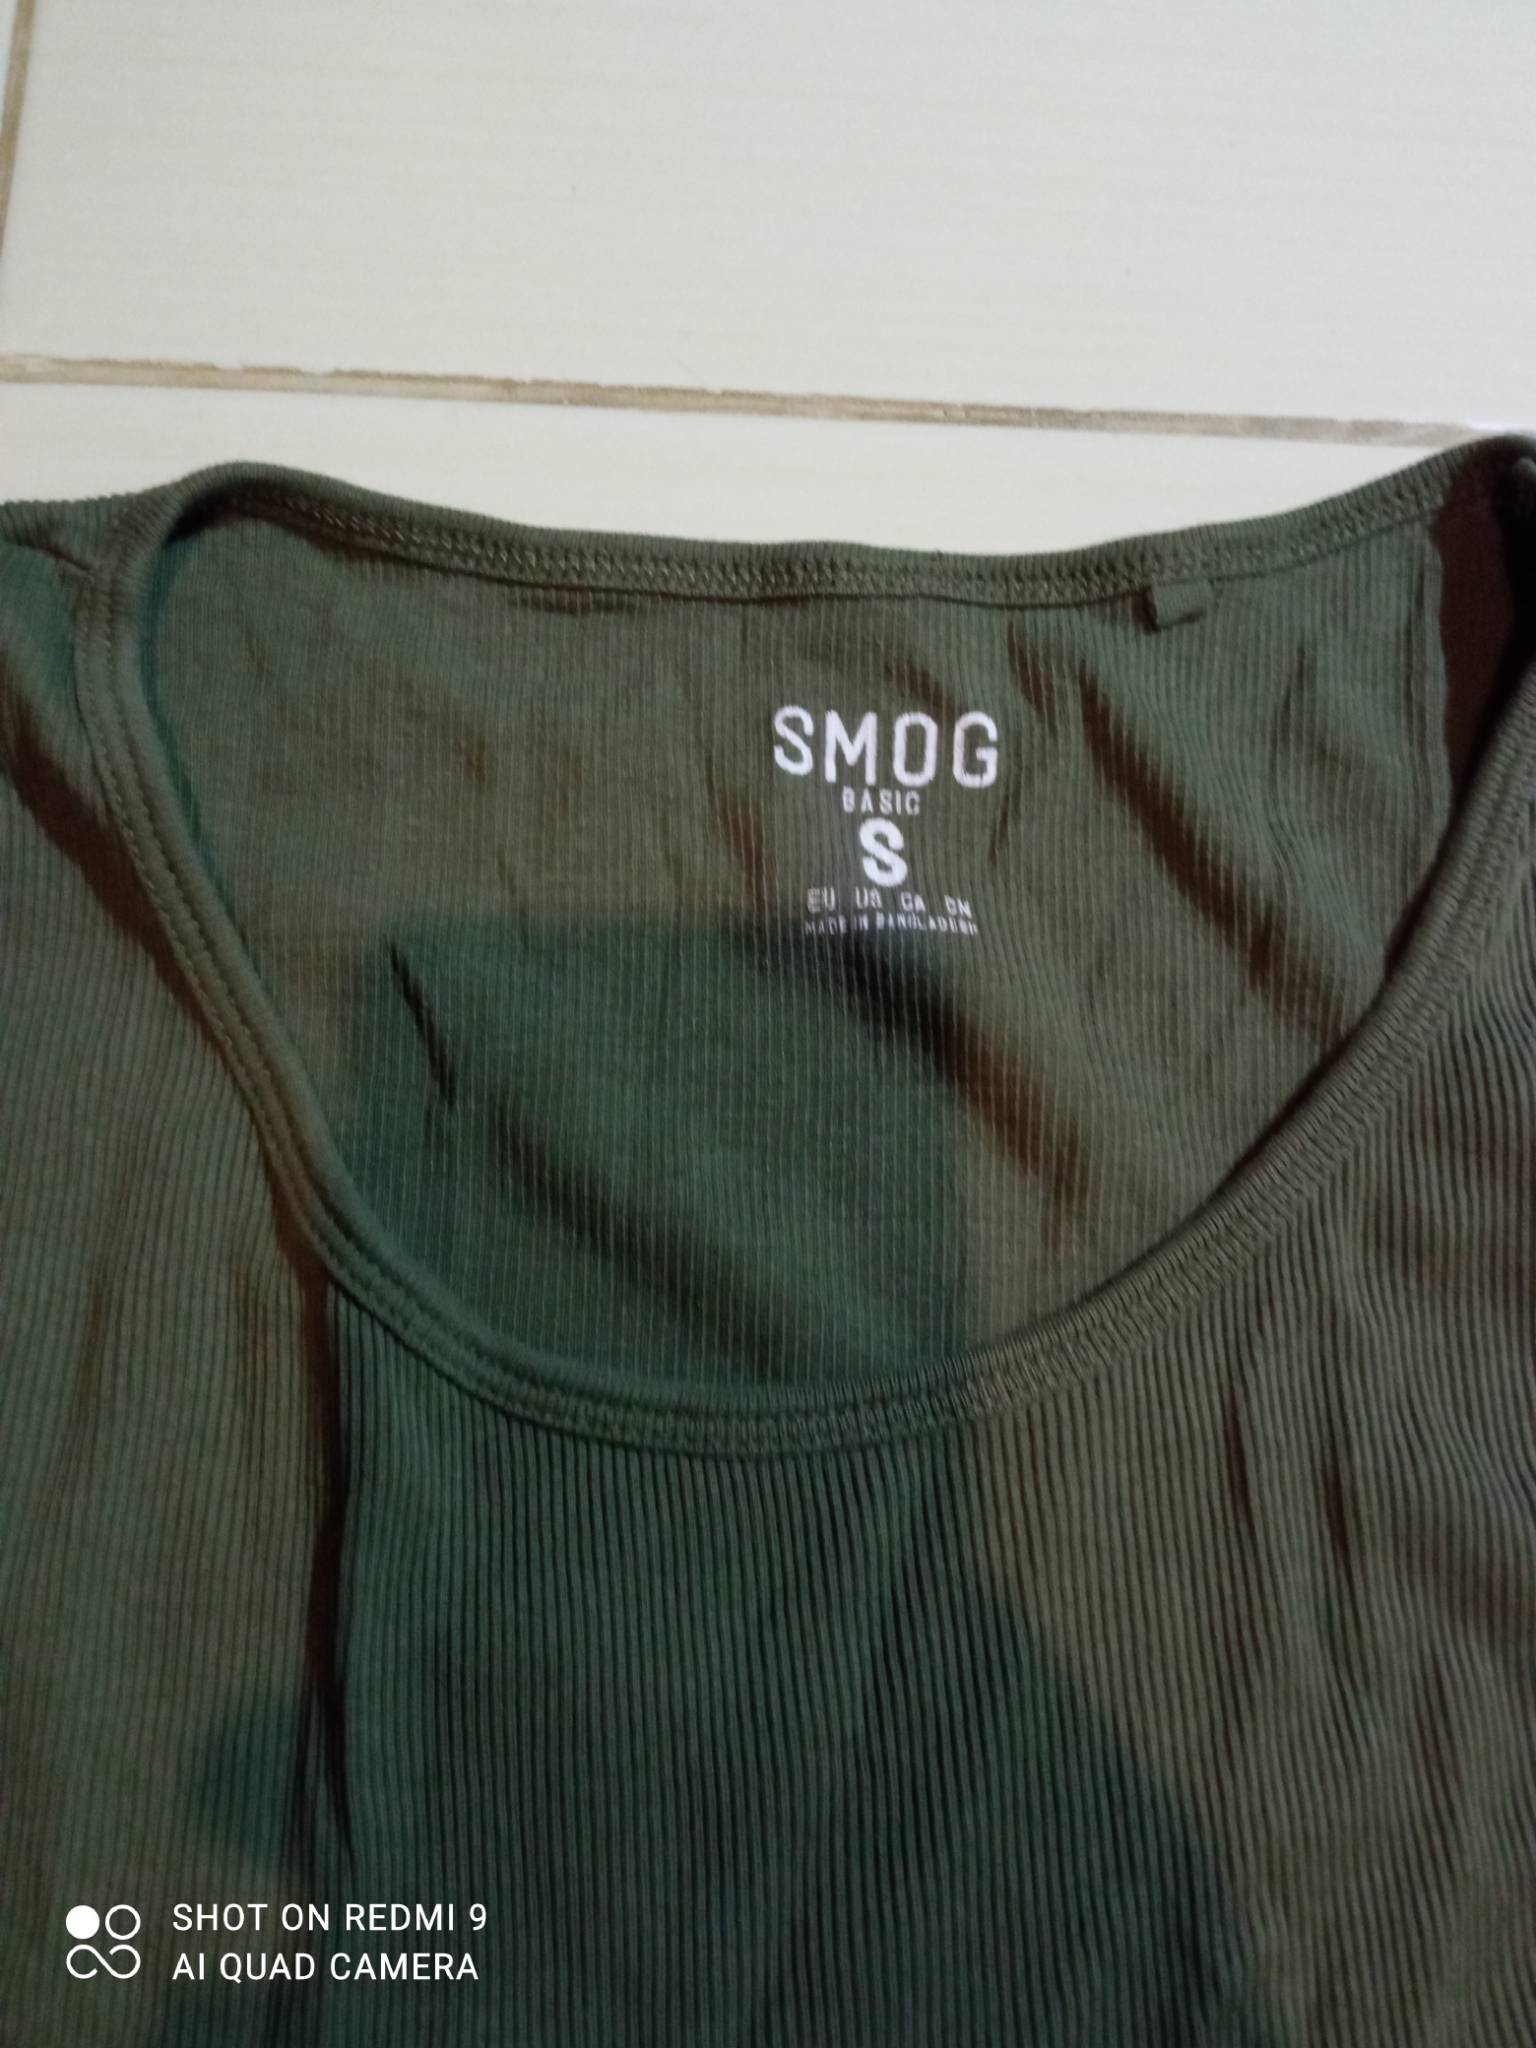 SMOG
BASIC
S
EU US CA CN
MADE IN BANGLADESH
SHOT ON REDMI 9
AI QUAD CAMERA